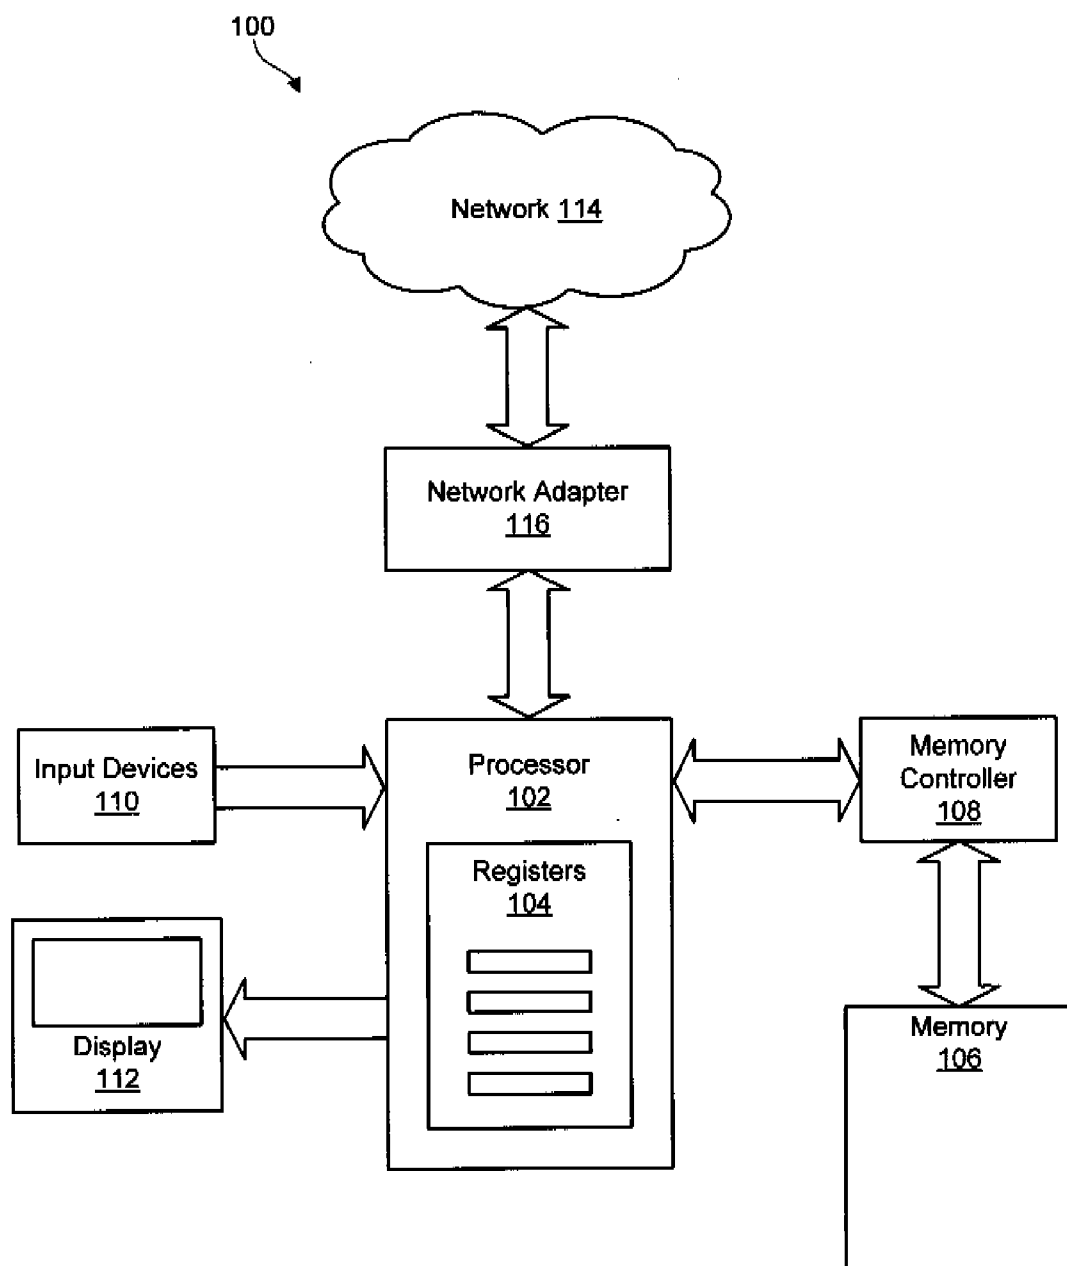 100
Network 114
Network Adapter
116
Input Devices
110
Processor
102
Memory
Controller
108
Registers
104
Display
112
Memory
106